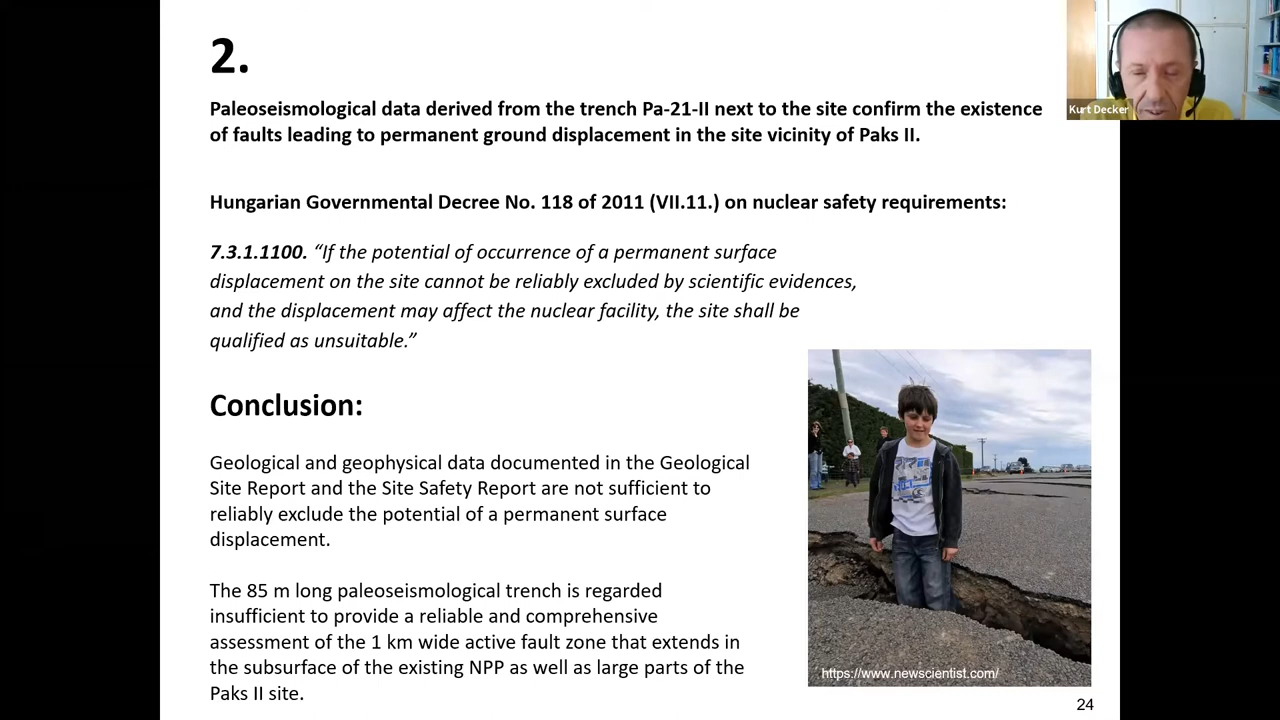 2.
Kurt Decker
Paleoseismological data derived from the trench Pa-21-II next to the site confirm the existence
of faults leading to permanent ground displacement in the site vicinity of Paks II.
Hungarian Governmental Decree No. 118 of 2011 (VII.11.) on nuclear safety requirements:
7.3.1.1100. “If the potential of occurrence of a permanent surface
displacement on the site cannot be reliably excluded by scientific evidences,
and the displacement may affect the nuclear facility, the site shall be
qualified as unsuitable.”
Conclusion:
Geological and geophysical data documented in the Geological
Site Report and the Site Safety Report are not sufficient to
reliably exclude the potential of a permanent surface
displacement.
The 85 m long paleoseismological trench is regarded
insufficient to provide a reliable and comprehensive
assessment of the 1 km wide active fault zone that extends in
the subsurface of the existing NPP as well as large parts of the
Paks II site.
https://www.newscientist.com/
24